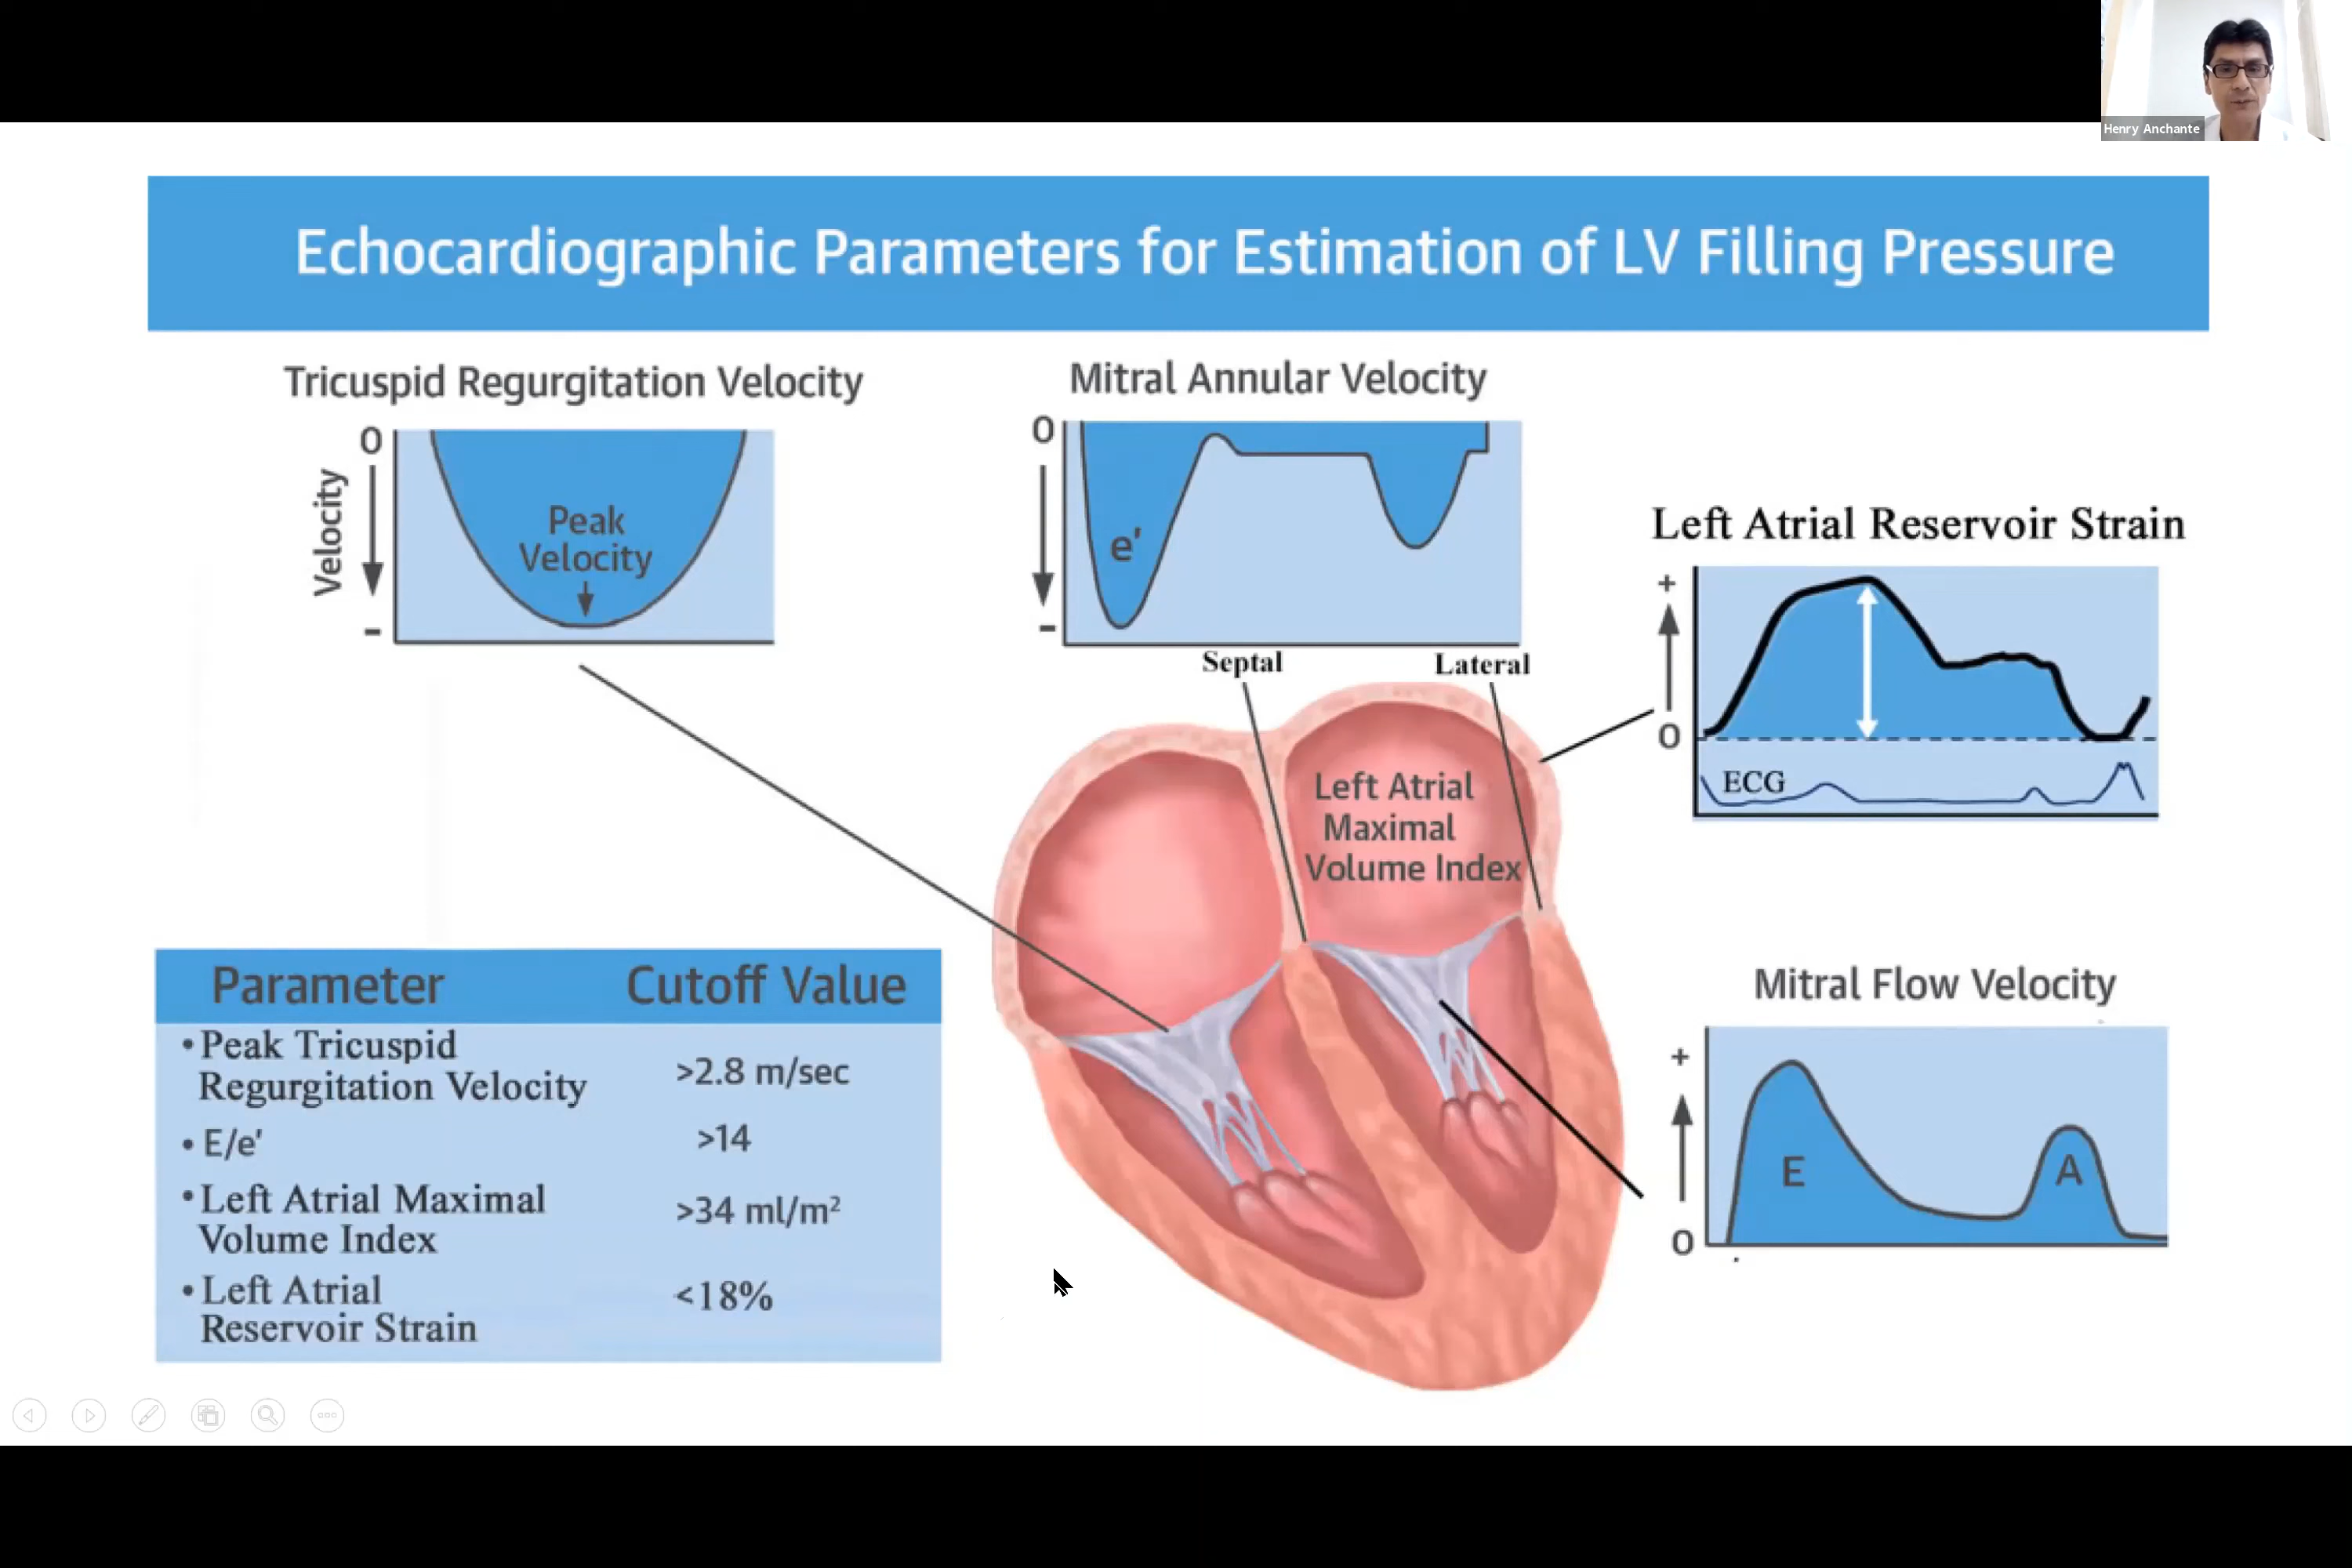 Henry Anchante
Echocardiographic Parameters for Estimation of LV Filling Pressure
Tricuspid Regurgitation Velocity
0
Velocity
Peak
Velocity
-
Mitral Annular Velocity
0
e′
-
Septal
Lateral
Left Atrial Reservoir Strain
+
0
ECG
Left Atrial
Maximal
Volume Index
Mitral Flow Velocity
+
E
A
0
Parameter Cutoff Value
• Peak Tricuspid
Regurgitation Velocity >2.8 m/sec
• E/e′ >14
• Left Atrial Maximal
Volume Index >34 ml/m²
• Left Atrial
Reservoir Strain <18%